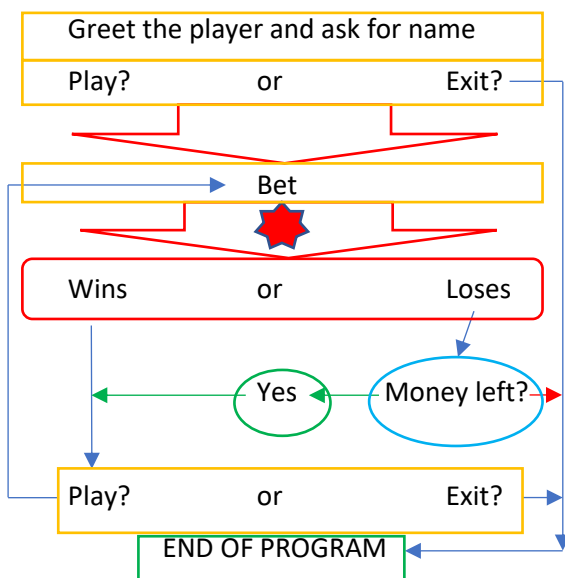 Greet the player and ask for name
Play? or Exit?
Bet
Wins or Loses
Yes Money left?
Play? or Exit?
END OF PROGRAM